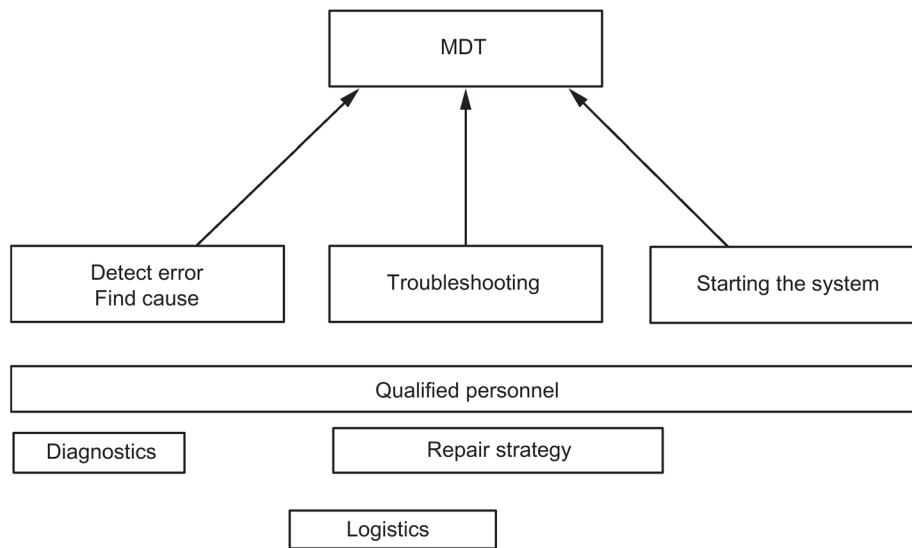 MDT
Detect error
Find cause
Troubleshooting
Starting the system
Qualified personnel
Diagnostics
Repair strategy
Logistics